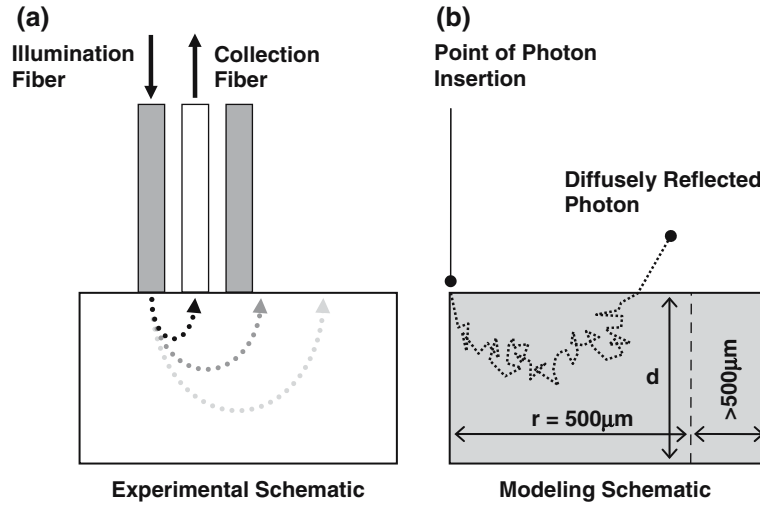 (a)
Illumination
Fiber
Collection
Fiber
Experimental Schematic
(b)
Point of Photon
Insertion
Diffusely Reflected
Photon
d
r = 500μm
>500μm
Modeling Schematic